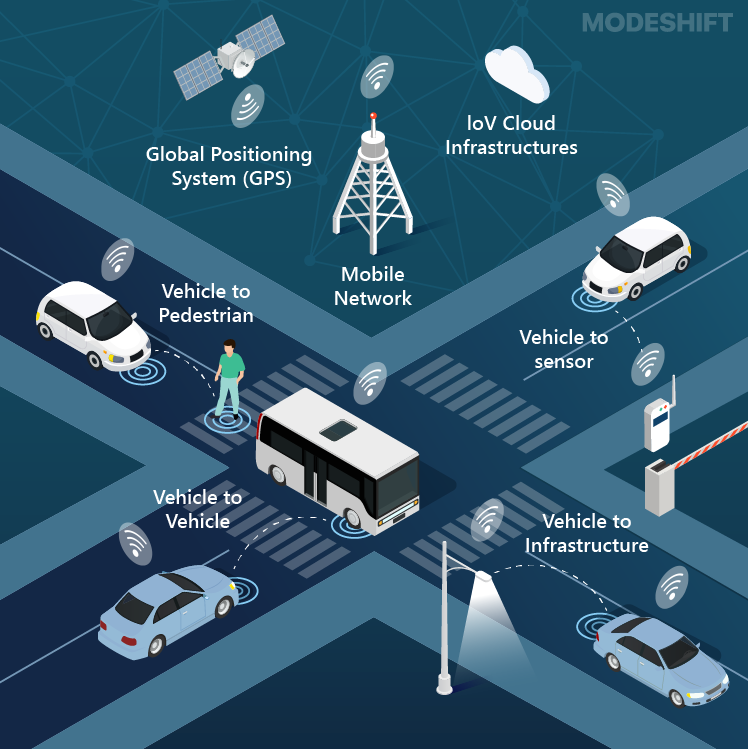 MODESHIFT
Global Positioning
System (GPS)
loV Cloud
Infrastructures
Mobile
Network
Vehicle to
Pedestrian
Vehicle to
sensor
Vehicle to
Vehicle
Vehicle to
Infrastructure